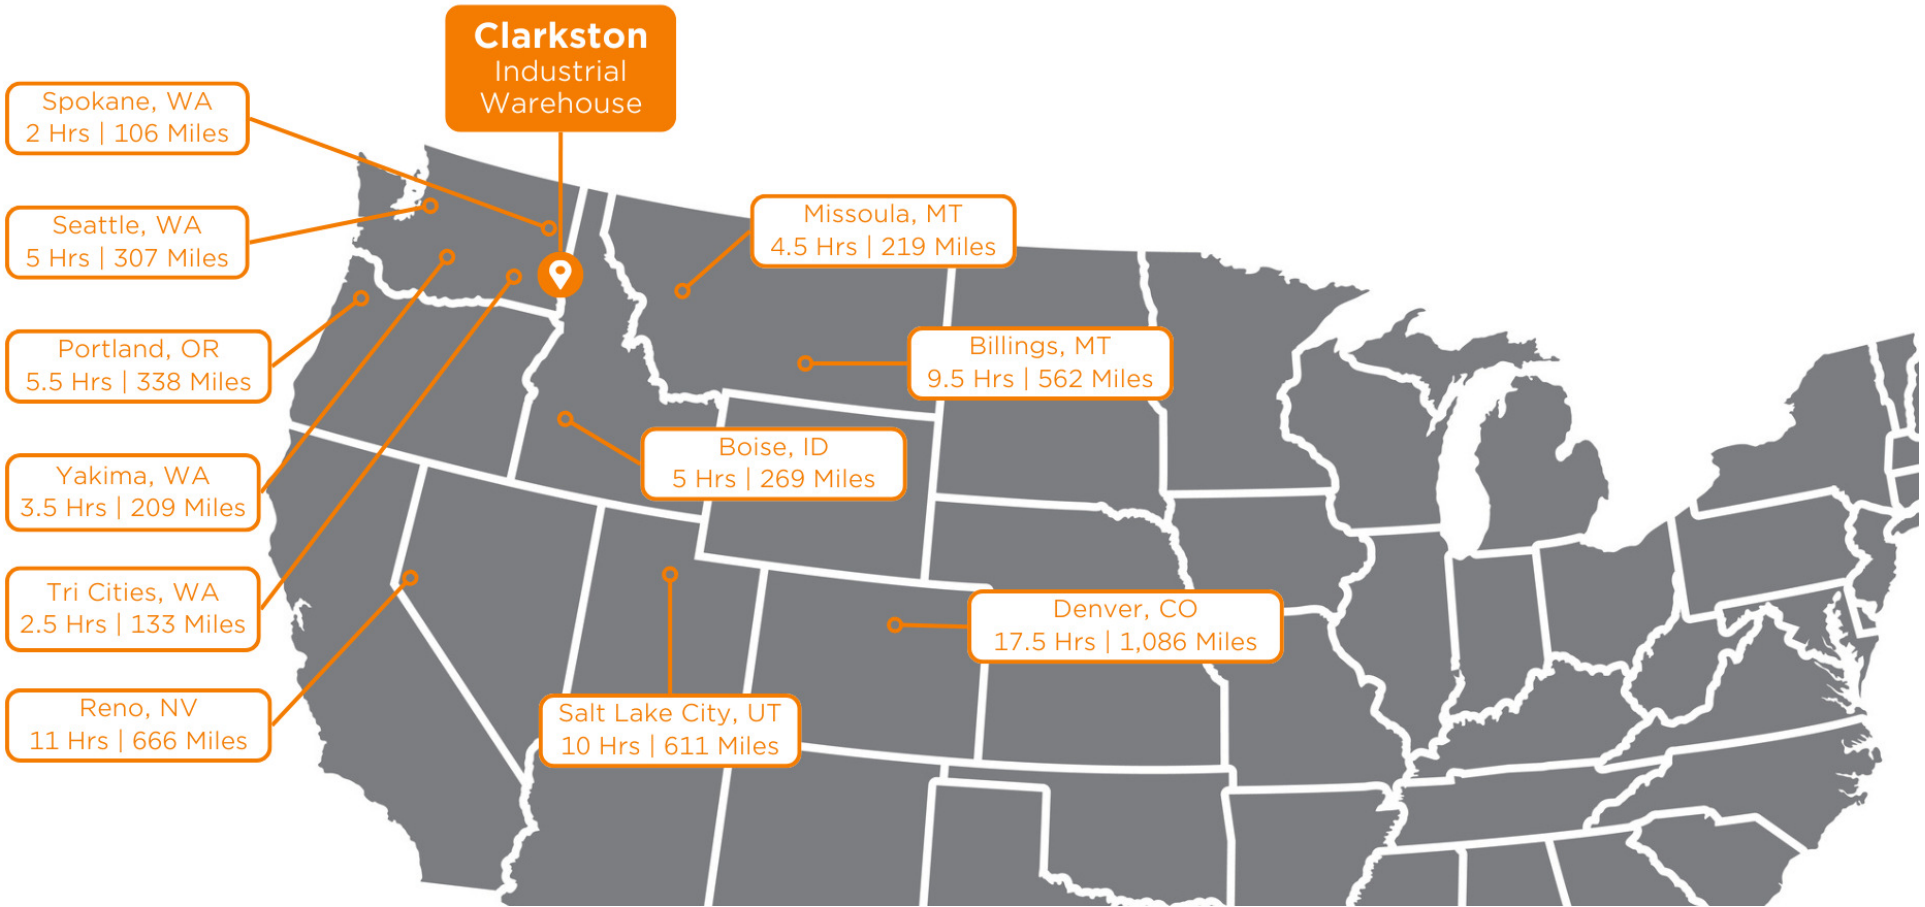 Clarkston
Industrial
Warehouse
Spokane, WA
2 Hrs | 106 Miles
Seattle, WA
5 Hrs | 307 Miles
Portland, OR
5.5 Hrs | 338 Miles
Yakima, WA
3.5 Hrs | 209 Miles
Tri Cities, WA
2.5 Hrs | 133 Miles
Reno, NV
11 Hrs | 666 Miles
Missoula, MT
4.5 Hrs | 219 Miles
Billings, MT
9.5 Hrs | 562 Miles
Boise, ID
5 Hrs | 269 Miles
Denver, CO
17.5 Hrs | 1,086 Miles
Salt Lake City, UT
10 Hrs | 611 Miles